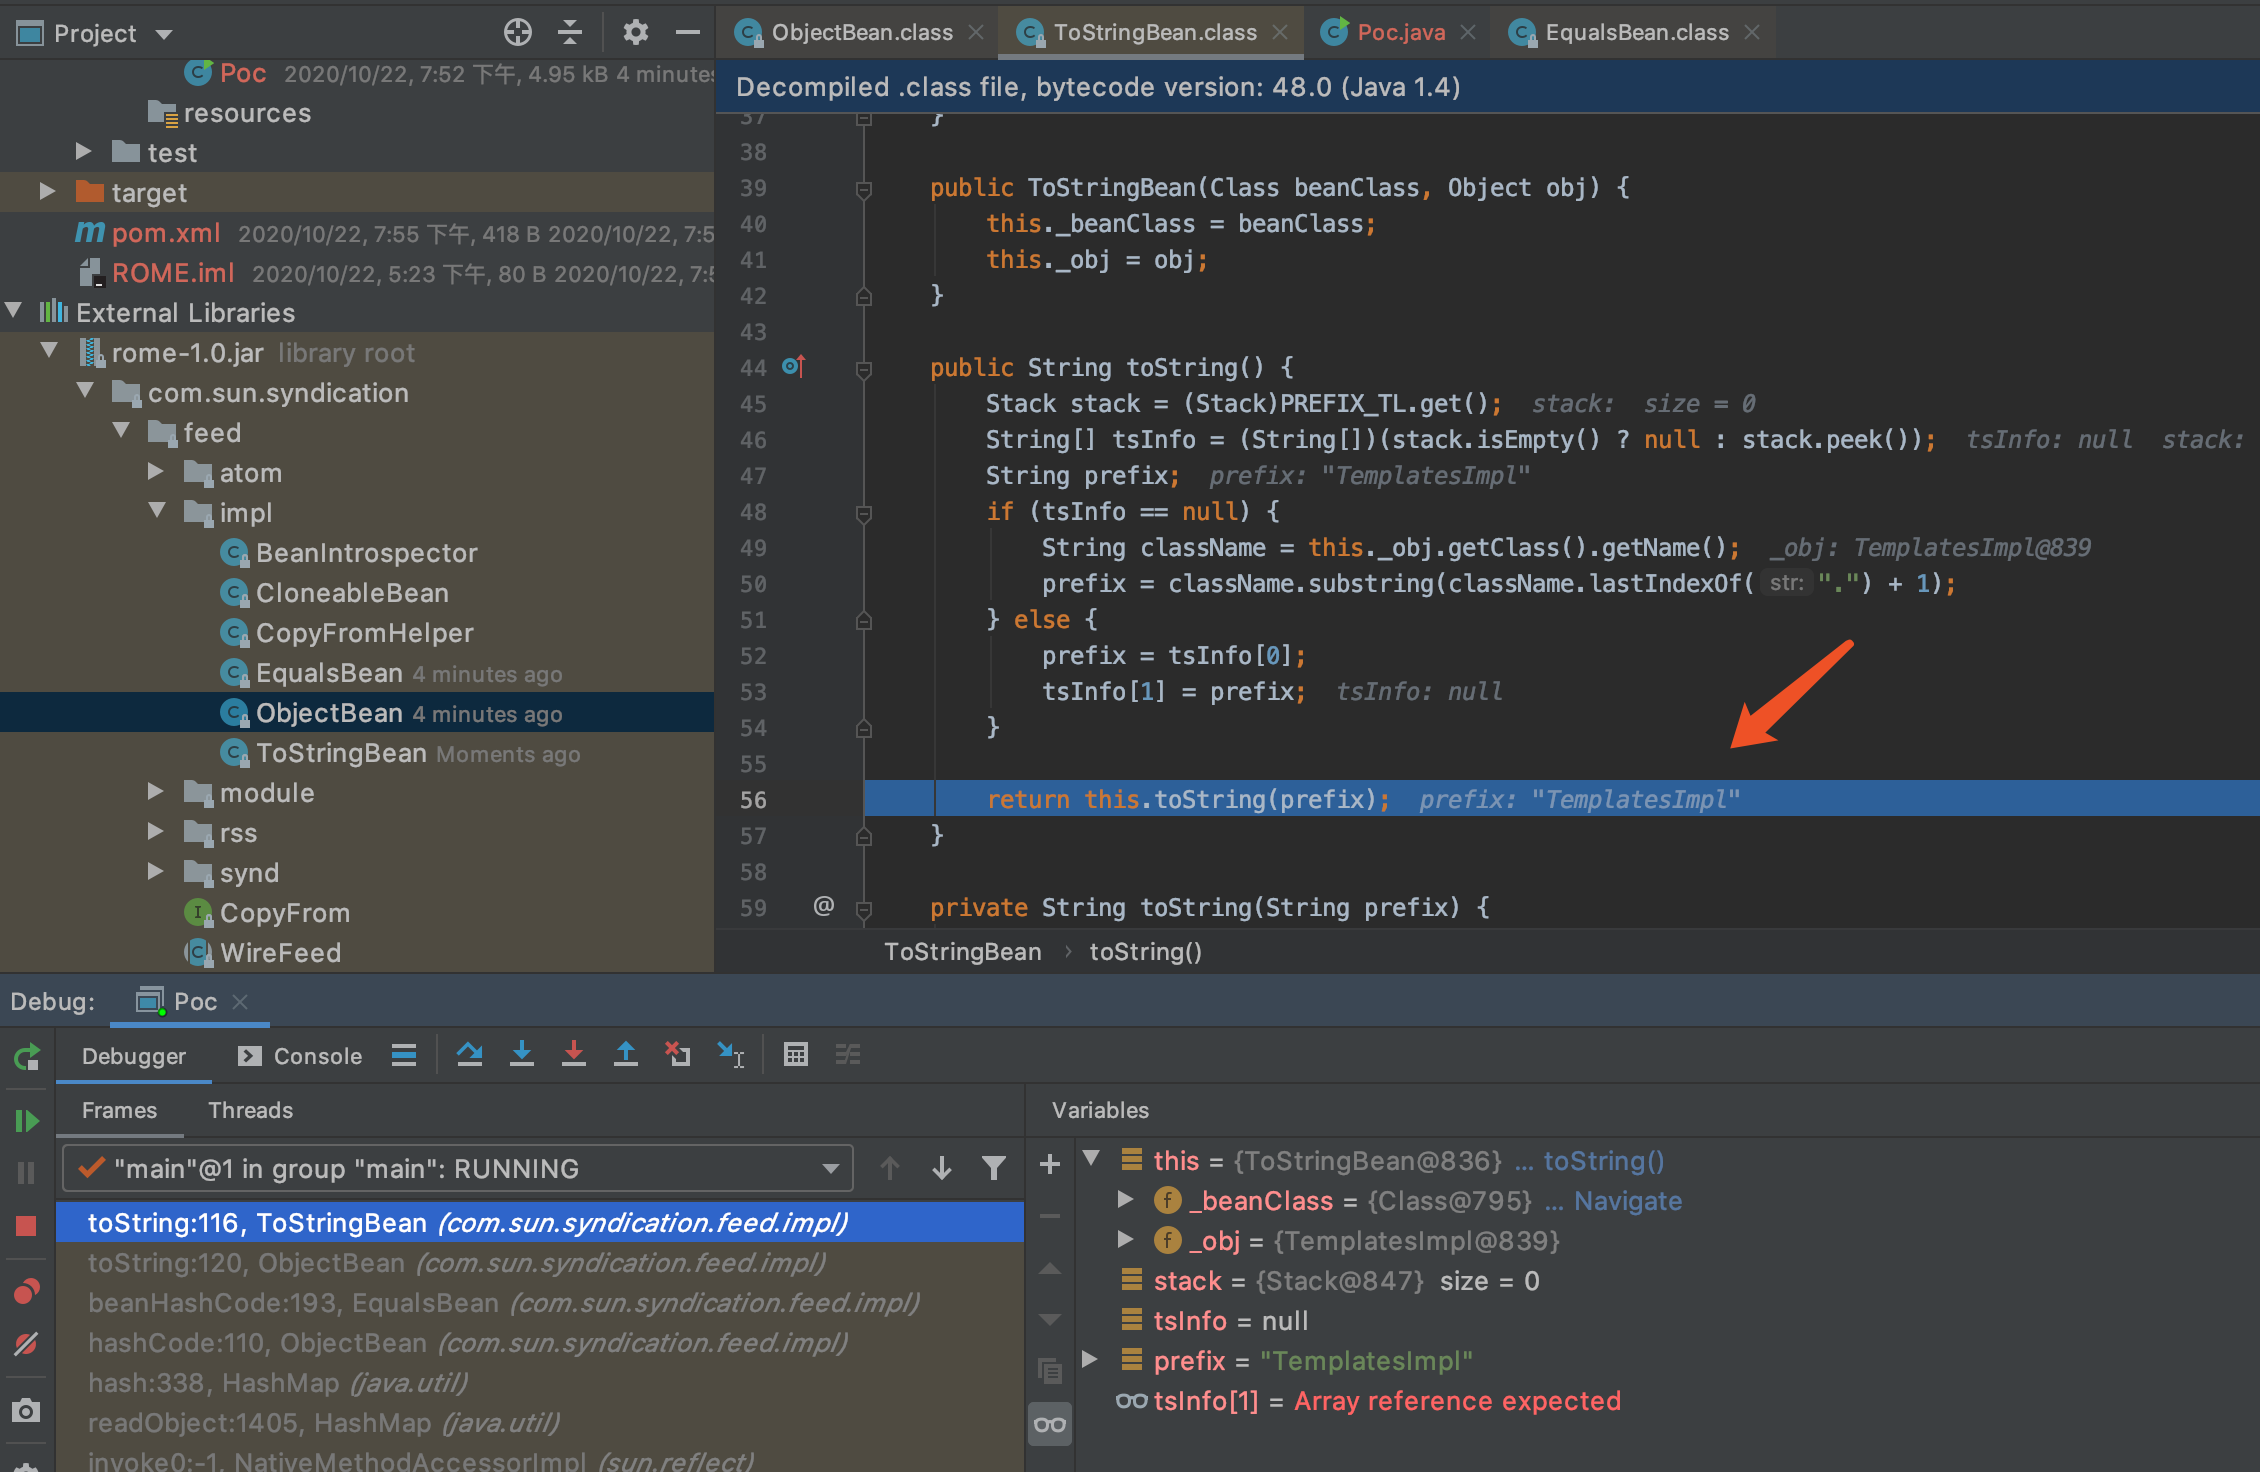 Project
Poc 2020/10/22, 7:52 下午, 4.95 kB 4 minutes
resources
test
target
pom.xml 2020/10/22, 7:55 下午, 418 B 2020/10/22, 7:5
ROME.iml 2020/10/22, 5:23 下午, 80 B 2020/10/22, 7:5
External Libraries
rome-1.0.jar library root
com.sun.syndication
feed
atom
impl
BeanIntrospector
CloneableBean
CopyFromHelper
EqualsBean 4 minutes ago
ObjectBean 4 minutes ago
ToStringBean Moments ago
module
rss
synd
CopyFrom
WireFeed
ObjectBean.class ToStringBean.class Poc.java EqualsBean.class
Decompiled .class file, bytecode version: 48.0 (Java 1.4)
37 }
38
39 public ToStringBean(Class beanClass, Object obj) {
40 this._beanClass = beanClass;
41 this._obj = obj;
42 }
43
44 public String toString() {
45 Stack stack = (Stack)PREFIX_TL.get(); stack: size = 0
46 String[] tsInfo = (String[])(stack.isEmpty() ? null : stack.peek()); tsInfo: null stack:
47 String prefix; prefix: "TemplatesImpl"
48 if (tsInfo == null) {
49 String className = this._obj.getClass().getName(); _obj: TemplatesImpl@839
50 prefix = className.substring(className.lastIndexOf( str: ".") + 1);
51 } else {
52 prefix = tsInfo[0];
53 tsInfo[1] = prefix; tsInfo: null
54 }
55
56 return this.toString(prefix); prefix: "TemplatesImpl"
57 }
58
59 @ private String toString(String prefix) {
ToStringBean › toString()
Debug: Poc
Debugger Console
Frames Threads
"main"@1 in group "main": RUNNING
toString:116, ToStringBean (com.sun.syndication.feed.impl)
toString:120, ObjectBean (com.sun.syndication.feed.impl)
beanHashCode:193, EqualsBean (com.sun.syndication.feed.impl)
hashCode:110, ObjectBean (com.sun.syndication.feed.impl)
hash:338, HashMap (java.util)
readObject:1405, HashMap (java.util)
invoke0:-1, NativeMethodAccessorImpl (sun.reflect)
Variables
this = {ToStringBean@836} ... toString()
_beanClass = {Class@795} ... Navigate
_obj = {TemplatesImpl@839}
stack = {Stack@847} size = 0
tsInfo = null
prefix = "TemplatesImpl"
tsInfo[1] = Array reference expected